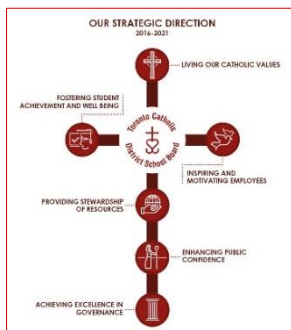 OUR STRATEGIC DIRECTION
2016-2021
LIVING OUR CATHOLIC VALUES
FOSTERING STUDENT
ACHIEVEMENT AND WELL BEING
Toronto Catholic
District School Board
INSPIRING AND
MOTIVATING EMPLOYEES
PROVIDING STEWARDSHIP
OF RESOURCES
ENHANCING PUBLIC
CONFIDENCE
ACHIEVING EXCELLENCE IN
GOVERNANCE